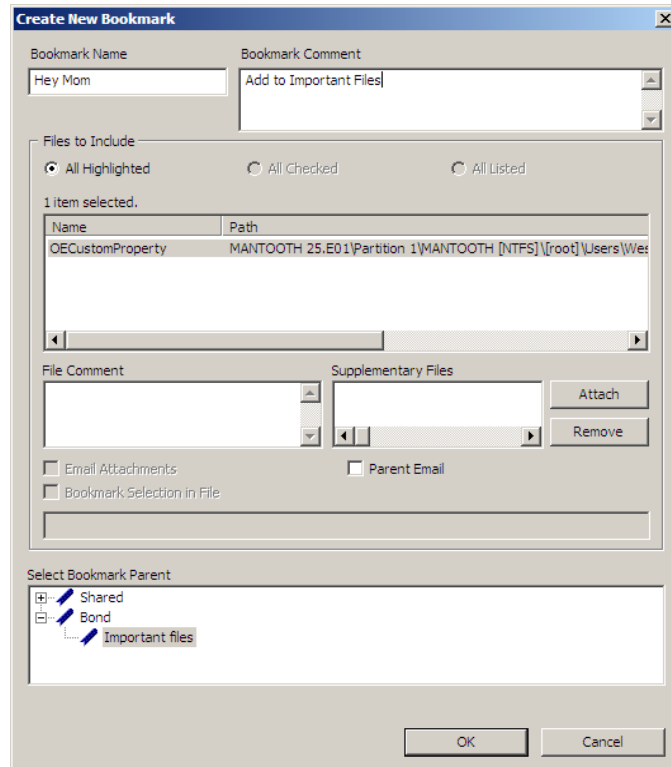 Create New Bookmark
Bookmark Name
Bookmark Comment
Hey Mom
Add to Important Files
Files to Include
All Highlighted
All Checked
All Listed
1 item selected.
Name
Path
OECustomProperty
MANTOOTH 25.E01\Partition 1\MANTOOTH [NTFS]\[root]\Users\Wes
File Comment
Supplementary Files
Attach
Remove
Email Attachments
Parent Email
Bookmark Selection in File
Select Bookmark Parent
Shared
Bond
Important files
OK
Cancel